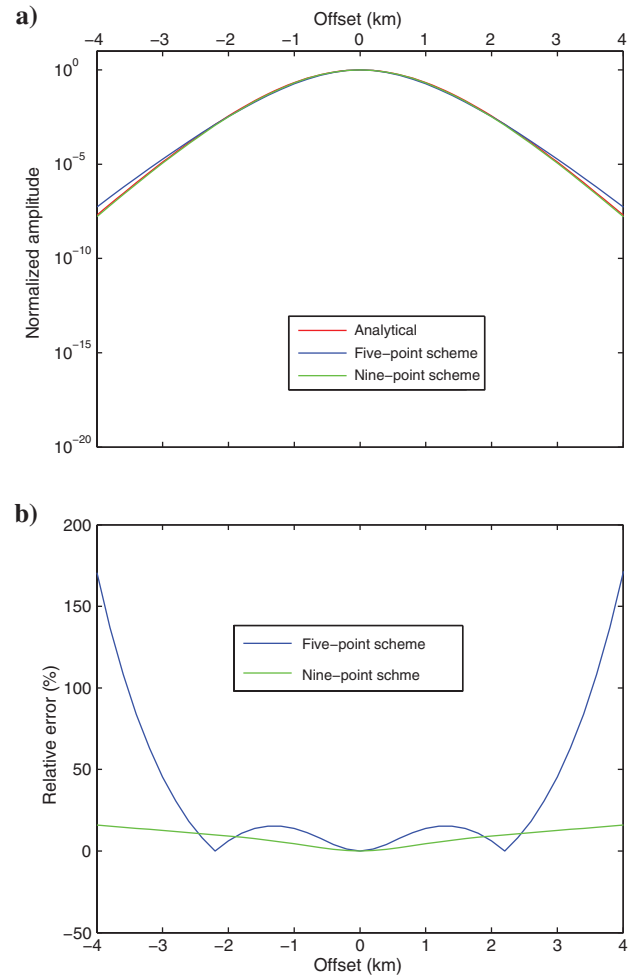 a)
Offset (km)
−4 −3 −2 −1 0 1 2 3 4
10^0
10^−5
10^−10
10^−15
10^−20
Normalized amplitude
Analytical
Five−point scheme
Nine−point scheme
b)
200
150
100
50
0
−50
Relative error (%)
Five−point scheme
Nine−point schme
−4 −3 −2 −1 0 1 2 3 4
Offset (km)